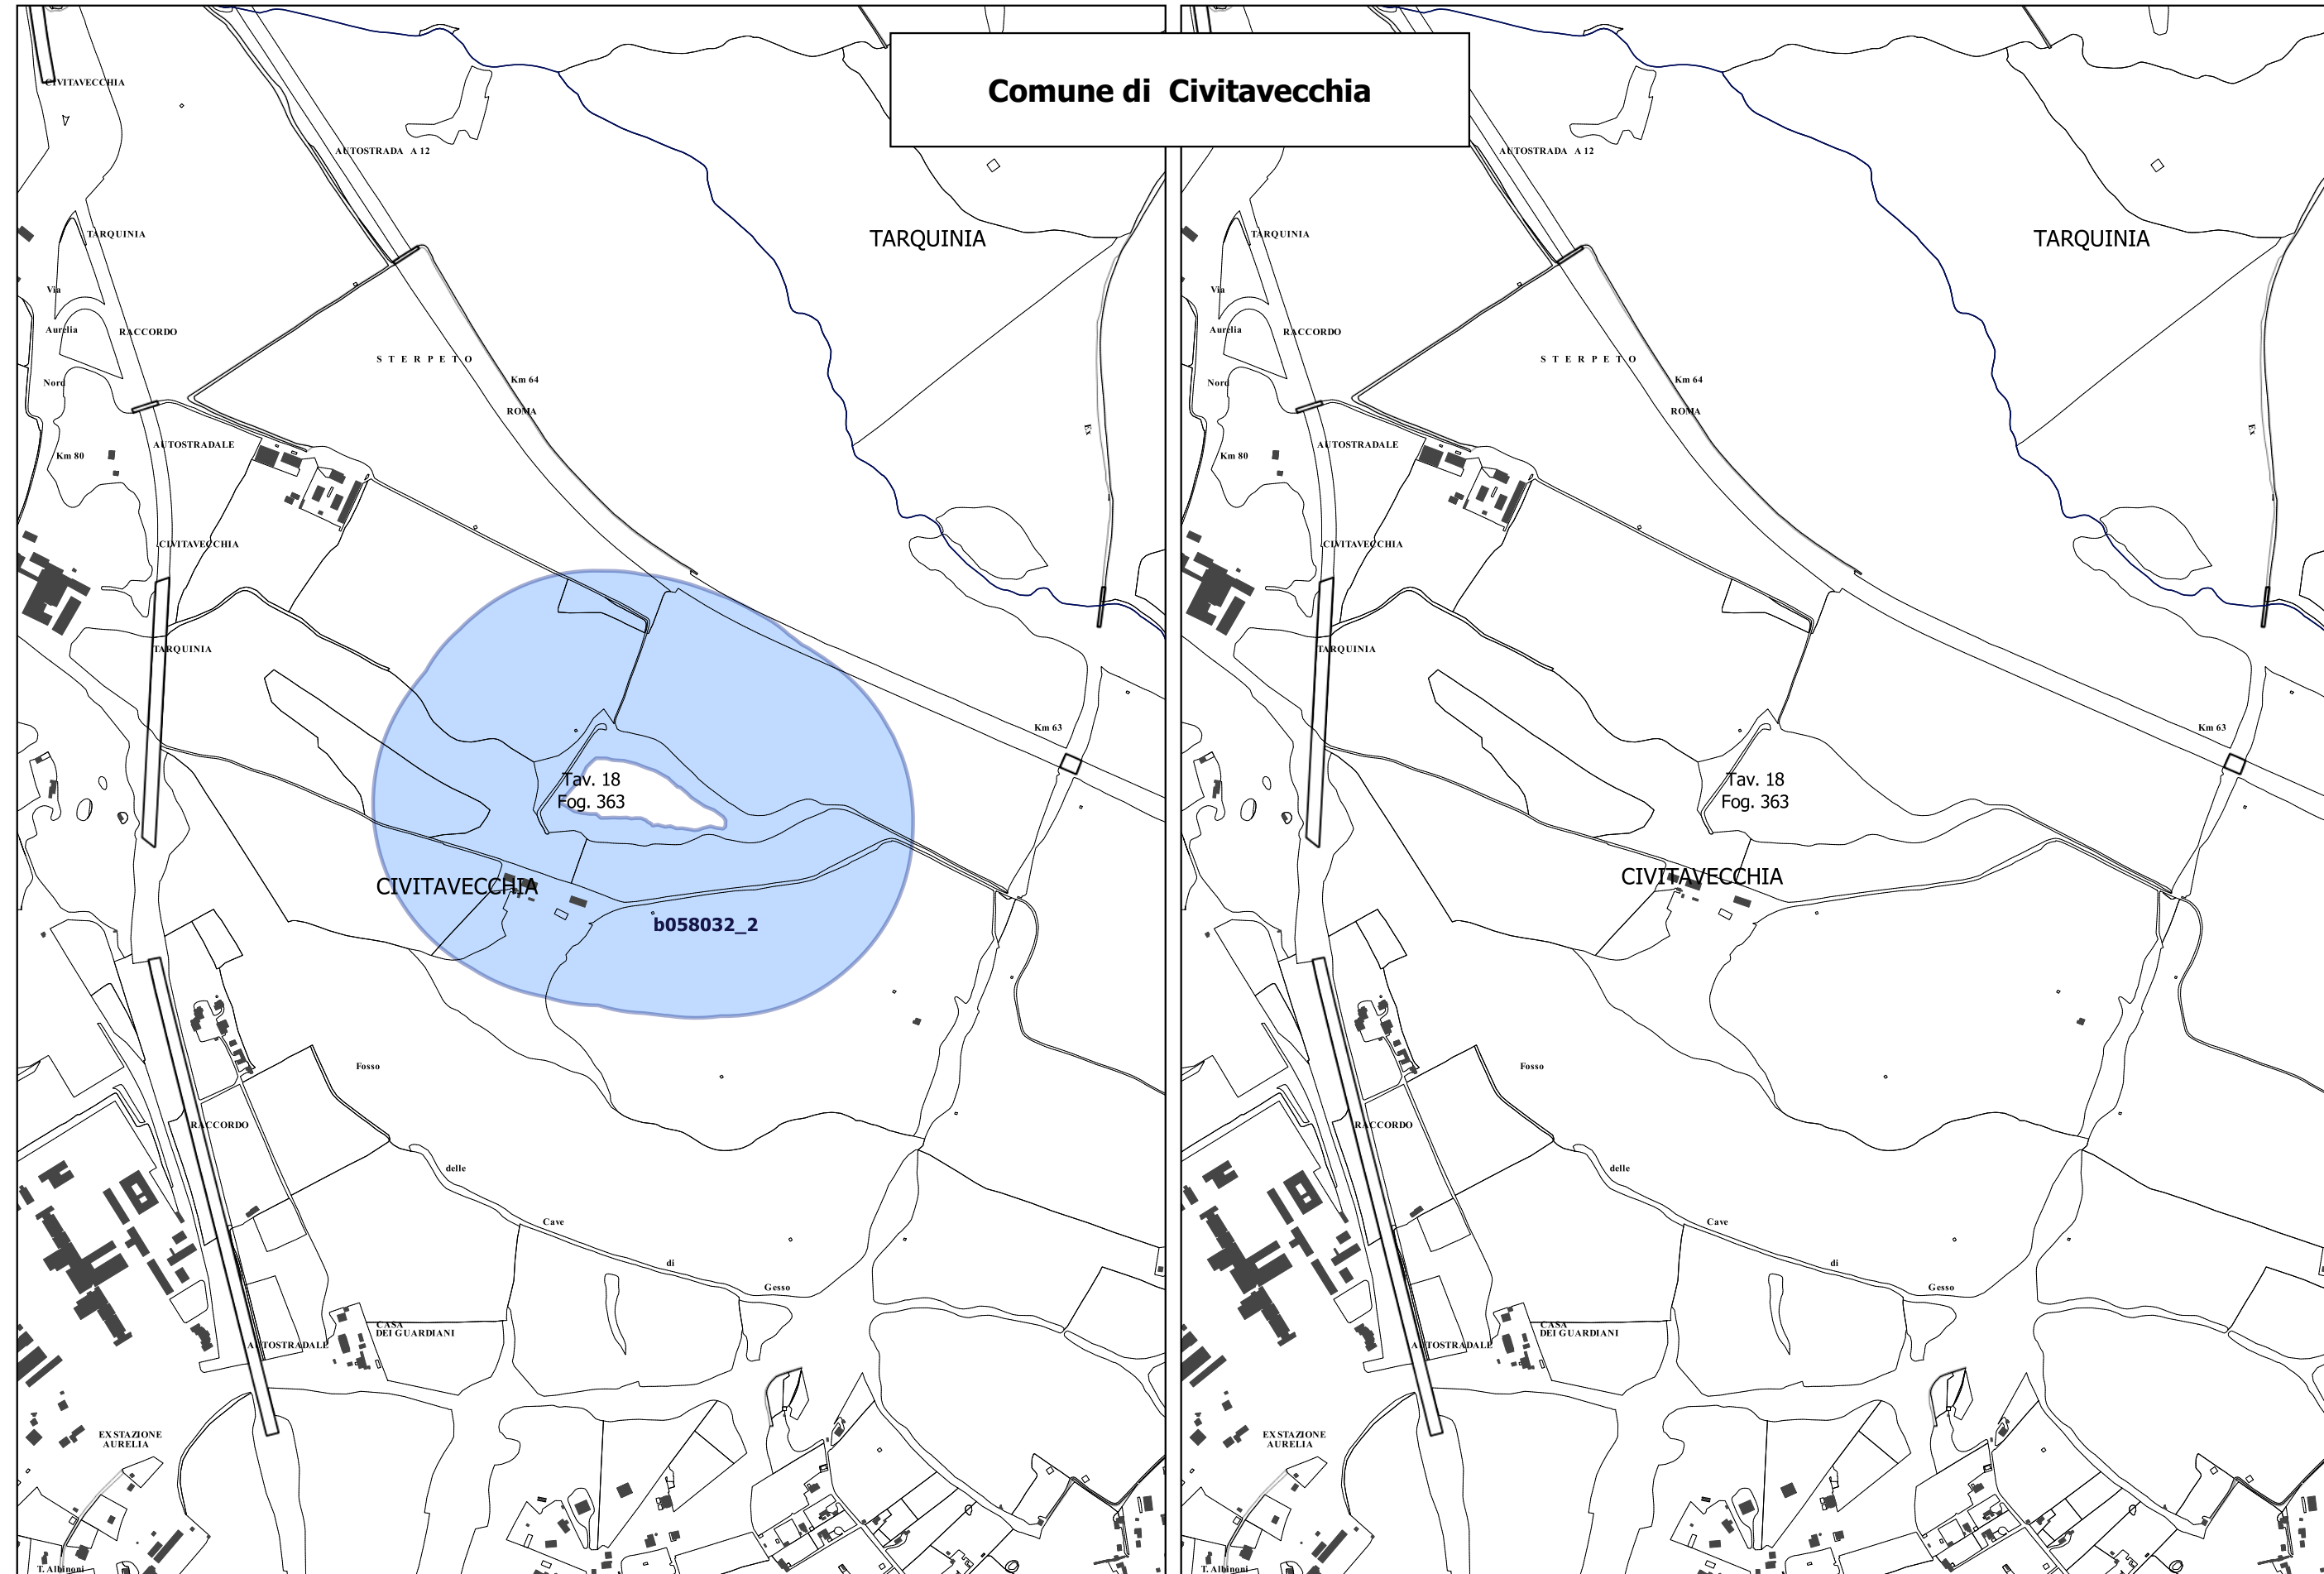 Comune di Civitavecchia
CIVITAVECCHIA
AUTOSTRADA A 12
TARQUINIA
TARQUINIA
Via
Aurelia
RACCORDO
STERPETO
Nord
Km 64
ROMA
Ex
AUTOSTRADALE
Km 80
CIVITAVECCHIA
TARQUINIA
Km 63
Tav. 18
Fog. 363
CIVITAVECCHIA
b058032_2
Fosso
RACCORDO
delle
Cave
di
Gesso
CASA
DEI GUARDIANI
AUTOSTRADALE
EX STAZIONE
AURELIA
T. Albinoni
AUTOSTRADA A 12
TARQUINIA
TARQUINIA
Via
Aurelia
RACCORDO
STERPETO
Nord
Km 64
ROMA
Ex
AUTOSTRADALE
Km 80
CIVITAVECCHIA
TARQUINIA
Km 63
Tav. 18
Fog. 363
CIVITAVECCHIA
Fosso
RACCORDO
delle
Cave
di
Gesso
CASA
DEI GUARDIANI
AUTOSTRADALE
EX STAZIONE
AURELIA
T. Albinoni